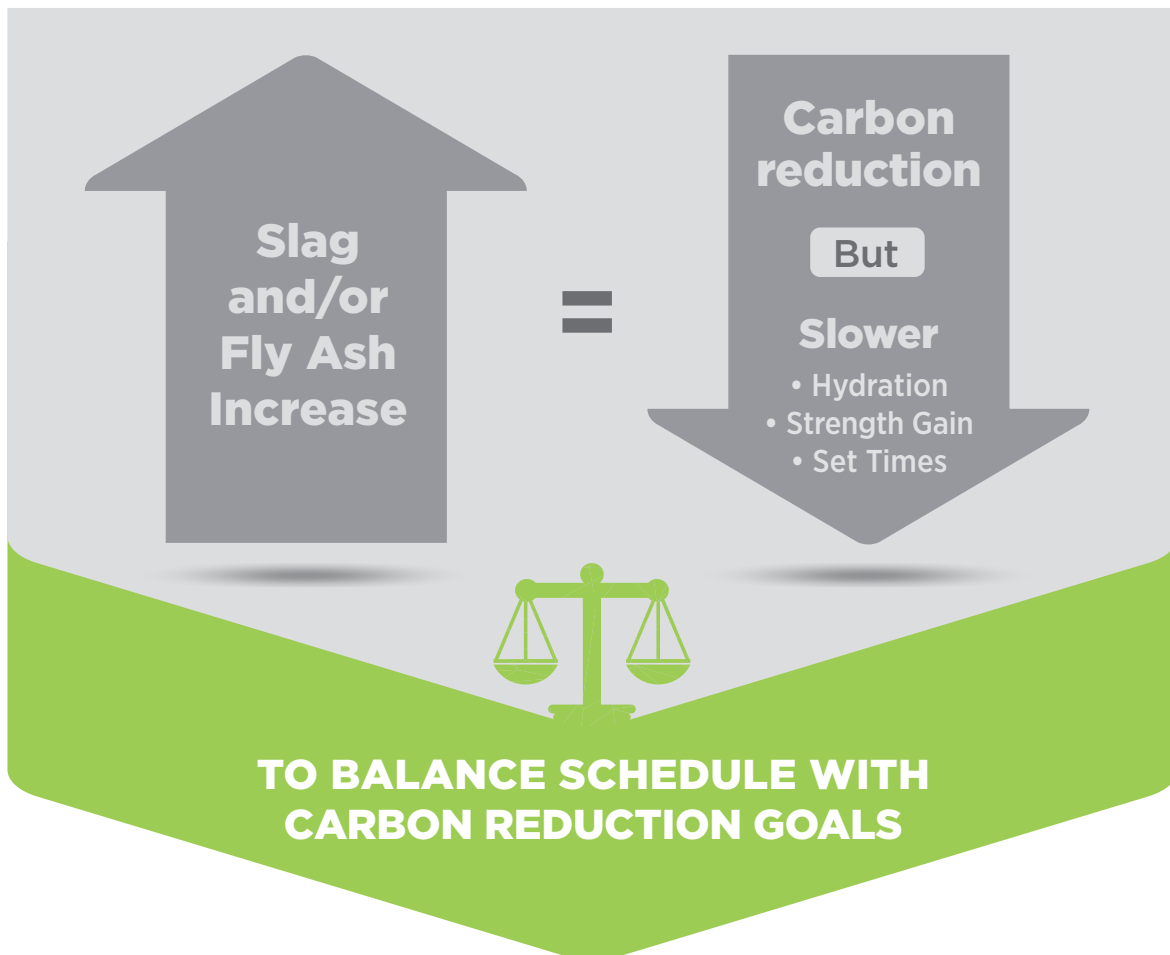 Slag
and/or
Fly Ash
Increase
=
Carbon
reduction
But
Slower
• Hydration
• Strength Gain
• Set Times
TO BALANCE SCHEDULE WITH
CARBON REDUCTION GOALS